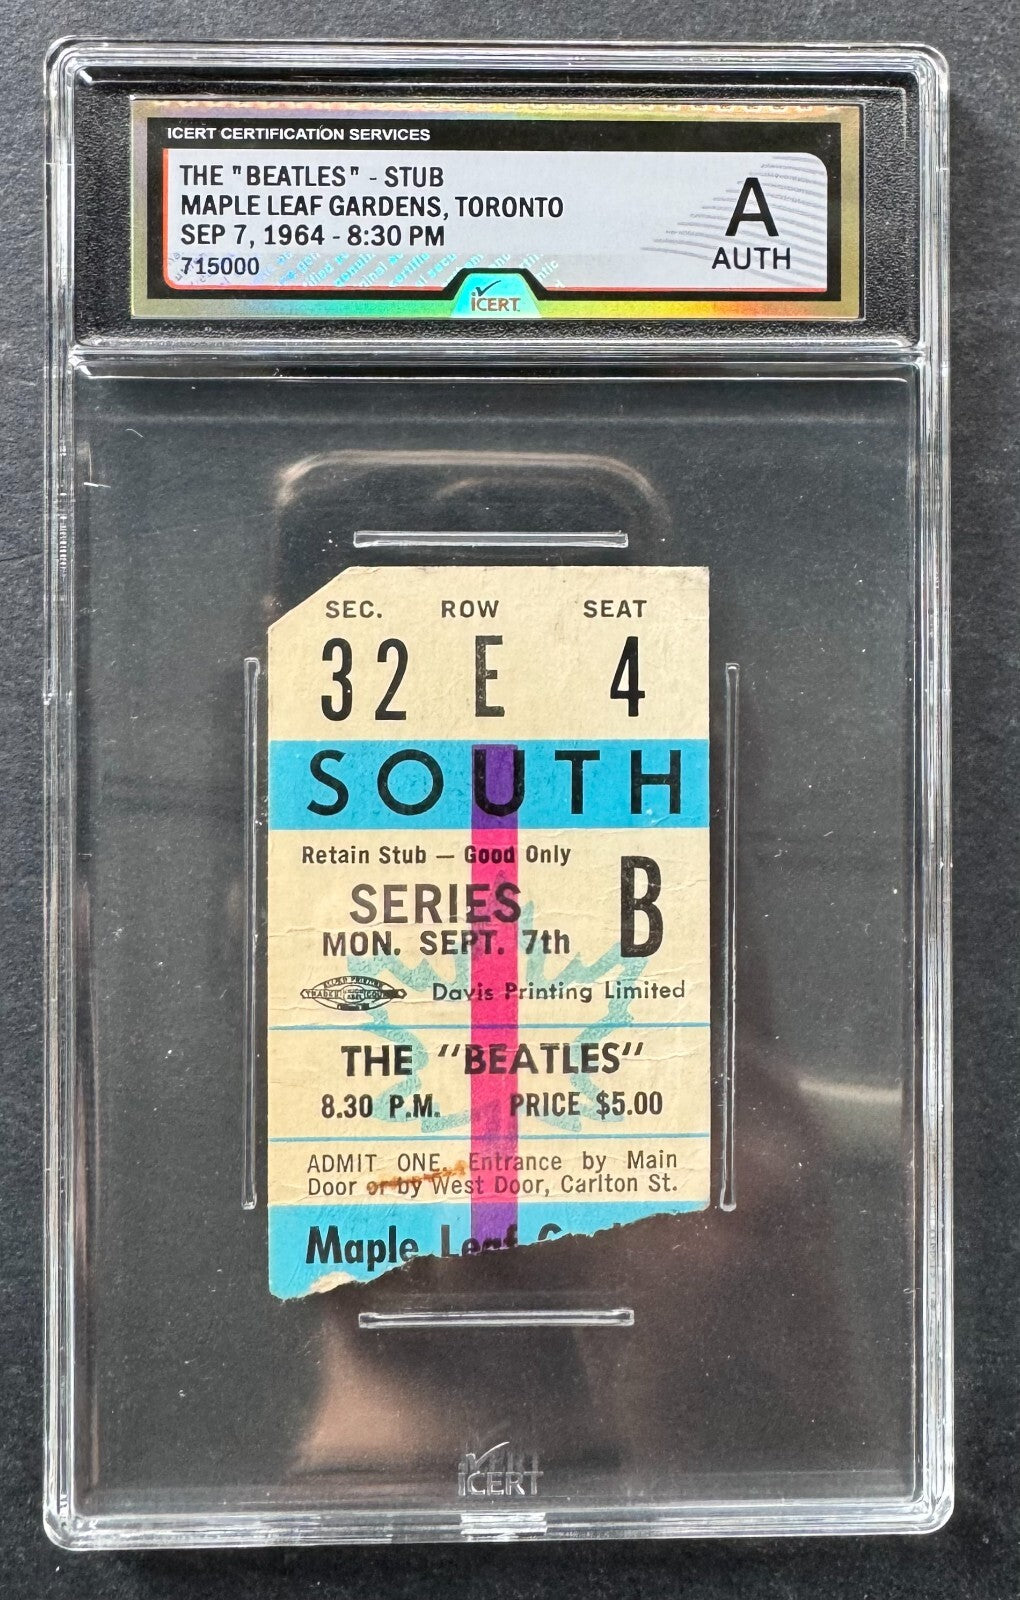 ICERT CERTIFICATION SERVICES
THE "BEATLES" - STUB
MAPLE LEAF GARDENS, TORONTO
SEP 7, 1964 - 8:30 PM
715000
A
AUTH
iCERT
SEC. ROW SEAT
32 E 4
SOUTH
Retain Stub — Good Only
SERIES B
MON. SEPT. 7th
Davis Printing Limited
THE "BEATLES"
8.30 P.M. PRICE $5.00
ADMIT ONE. Entrance by Main
Door or by West Door, Carlton St.
Maple Leaf
iCERT